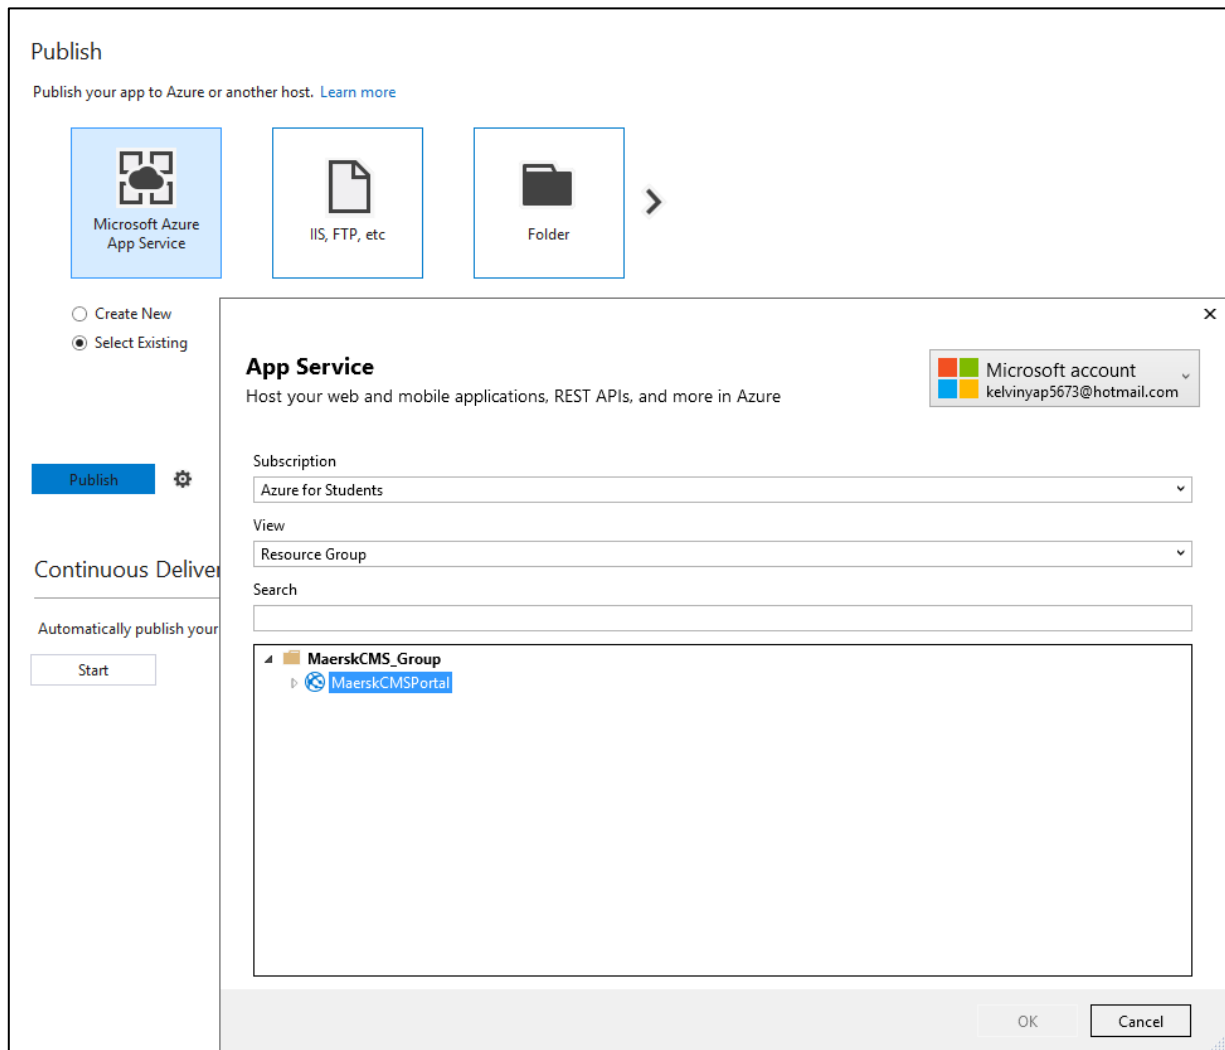 Publish
Publish your app to Azure or another host. Learn more
Microsoft Azure
App Service
IIS, FTP, etc
Folder
Create New
Select Existing
Publish
Continuous Deliver
Automatically publish your
Start
App Service
Host your web and mobile applications, REST APIs, and more in Azure
Microsoft account
kelvinyap5673@hotmail.com
Subscription
Azure for Students
View
Resource Group
Search
MaerskCMS_Group
MaerskCMSPortal
OK
Cancel